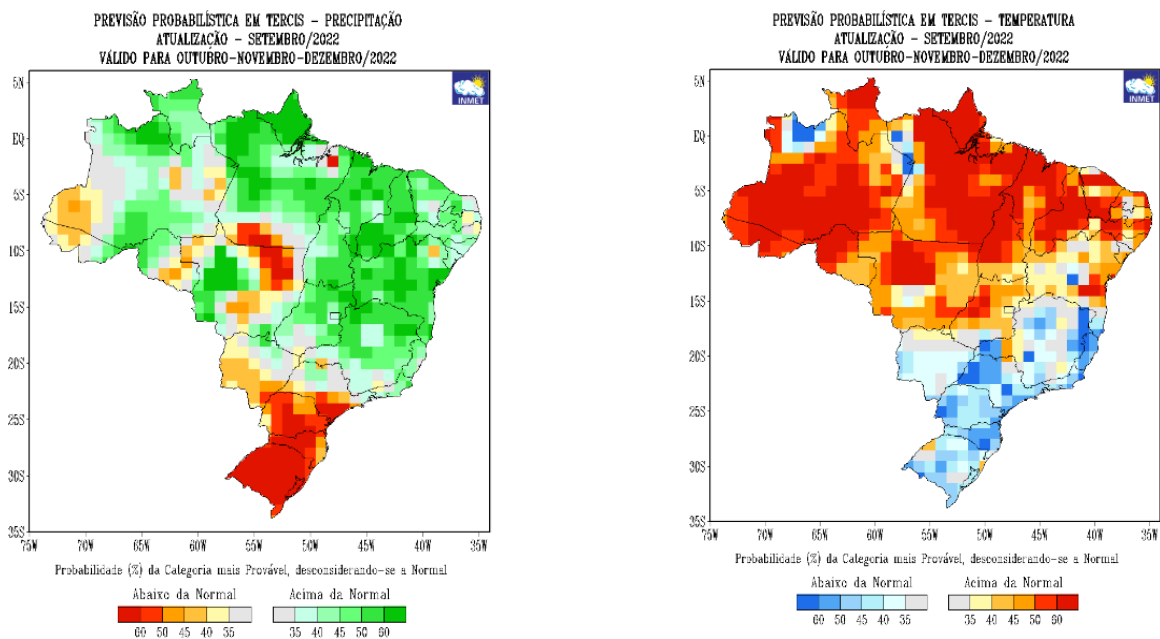 PREVISÃO PROBABILÍSTICA EM TERCIS – PRECIPITAÇÃO
ATUALIZAÇÃO – SETEMBRO/2022
VÁLIDO PARA OUTUBRO–NOVEMBRO–DEZEMBRO/2022
INMET
5N
EQ
5S
10S
15S
20S
25S
30S
35S
75W 70W 65W 60W 55W 50W 45W 40W 35W
Probabilidade (%) da Categoria mais Provável, desconsiderando–se a Normal
Abaixo da Normal Acima da Normal
60 50 45 40 35 35 40 45 50 60
PREVISÃO PROBABILÍSTICA EM TERCIS – TEMPERATURA
ATUALIZAÇÃO – SETEMBRO/2022
VÁLIDO PARA OUTUBRO–NOVEMBRO–DEZEMBRO/2022
INMET
5N
EQ
5S
10S
15S
20S
25S
30S
35S
75W 70W 65W 60W 55W 50W 45W 40W 35W
Probabilidade (%) da Categoria mais Provável, desconsiderando–se a Normal
Abaixo da Normal Acima da Normal
60 50 45 40 35 35 40 45 50 60